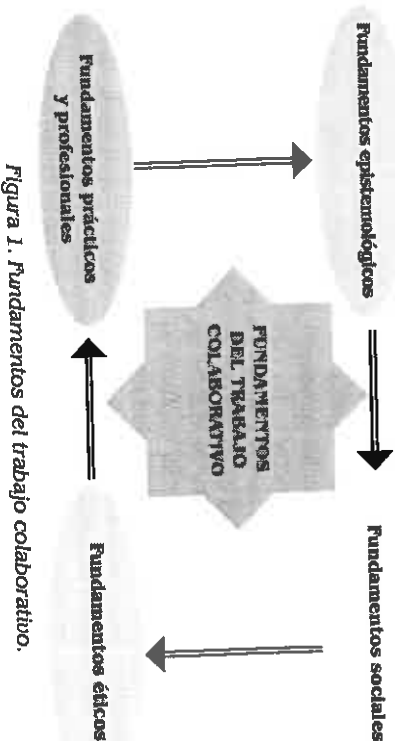 Fundamentos epistemológicos
Fundamentos sociales
FUNDAMENTOS
DEL TRABAJO
COLABORATIVO
Fundamentos prácticos
y profesionales
Fundamentos éticos
Figura 1. Fundamentos del trabajo colaborativo.